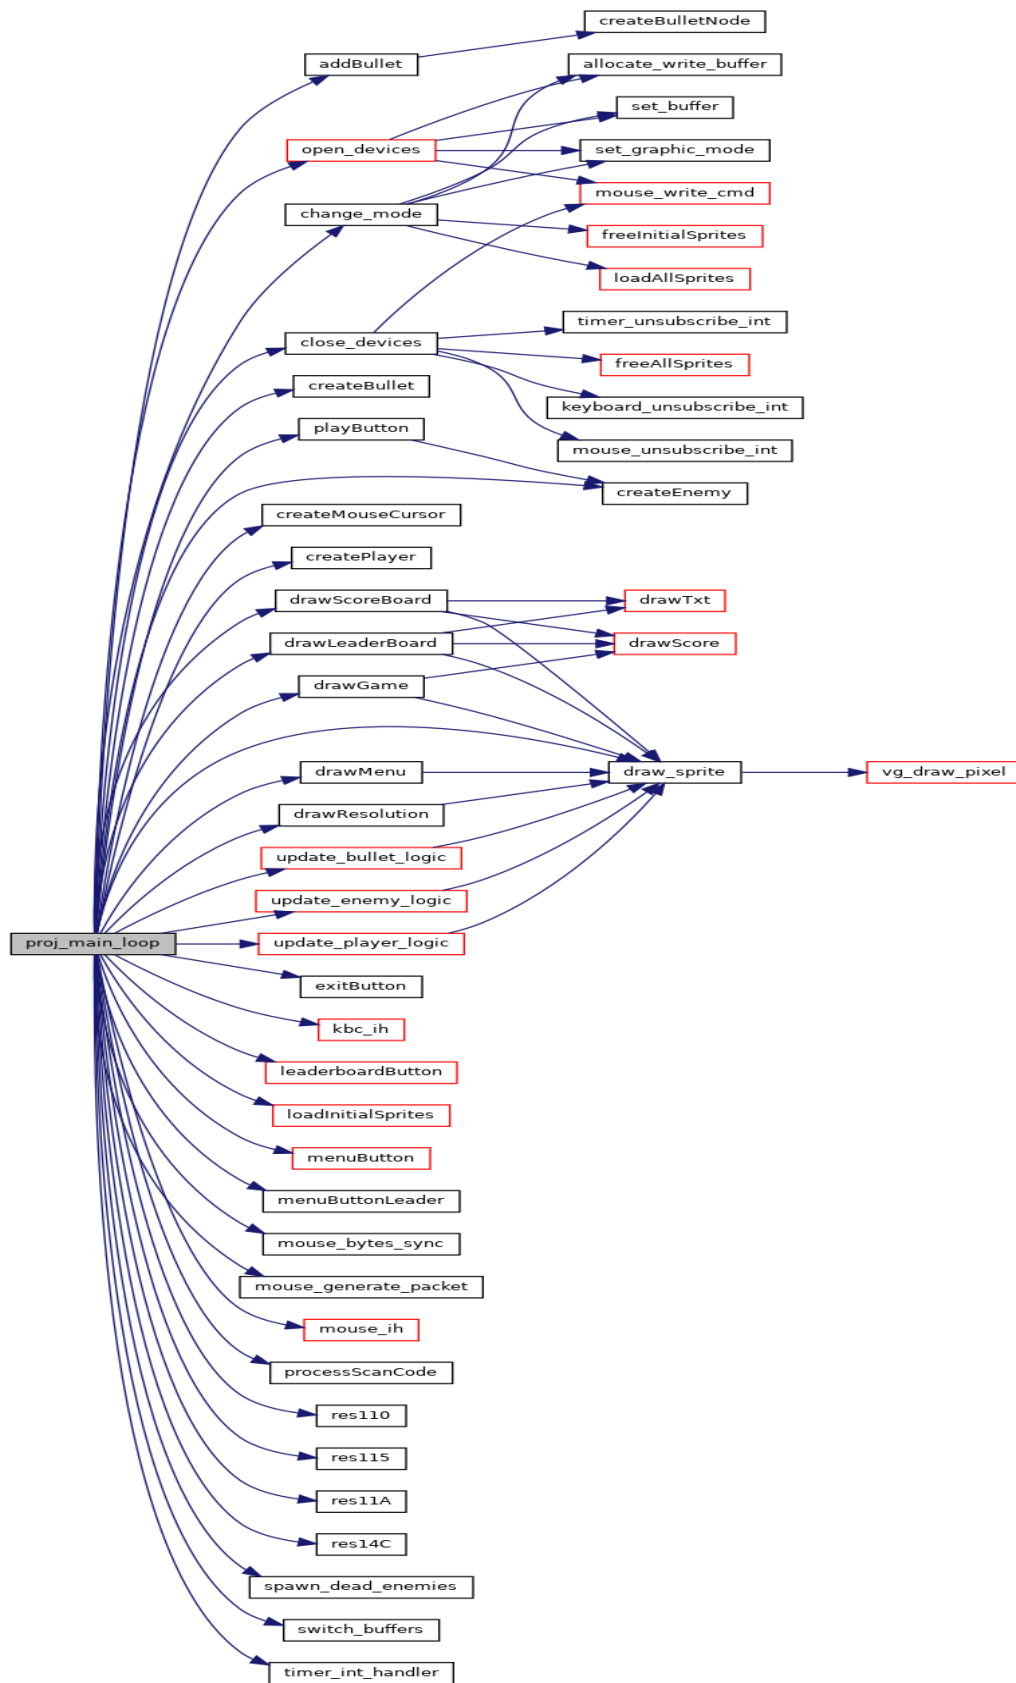 createBulletNode
addBullet
allocate_write_buffer
set_buffer
open_devices
set_graphic_mode
mouse_write_cmd
change_mode
freeInitialSprites
loadAllSprites
timer_unsubscribe_int
close_devices
freeAllSprites
createBullet
keyboard_unsubscribe_int
playButton
mouse_unsubscribe_int
createEnemy
createMouseCursor
createPlayer
drawScoreBoard
drawTxt
drawLeaderBoard
drawScore
drawGame
drawMenu
draw_sprite
vg_draw_pixel
drawResolution
update_bullet_logic
update_enemy_logic
proj_main_loop
update_player_logic
exitButton
kbc_ih
leaderboardButton
loadInitialSprites
menuButton
menuButtonLeader
mouse_bytes_sync
mouse_generate_packet
mouse_ih
processScanCode
res110
res115
res11A
res14C
spawn_dead_enemies
switch_buffers
timer_int_handler